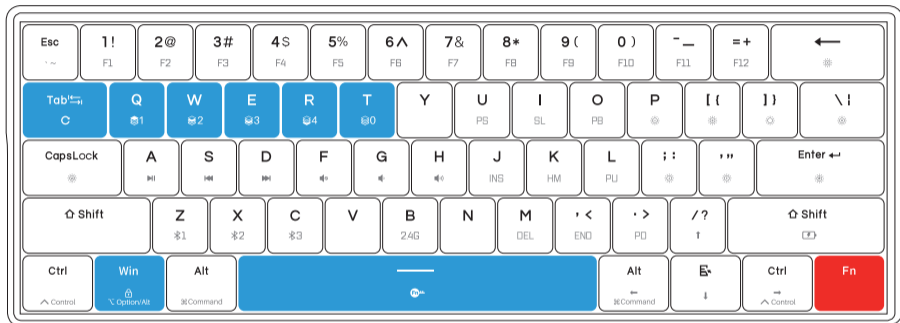 Esc 1! 2@ 3# 4S 5% 6^ 7& 8* 9( 0) -_ =+
·~ F1 F2 F3 F4 F5 F6 F7 F8 F9 F10 F11 F12
Tab Q W E R T Y U I O P [{ ]} \¦
C 1 2 3 4 0 PS SL PB
CapsLock A S D F G H J K L ;: '" Enter
INS HM PU
Shift Z X C V B N M ,< .> /? Shift
1 2 3 2.4G DEL END PD
Ctrl Win Alt Alt Ctrl Fn
Control Option/Alt ⌘Command Fn ⌘Command Control